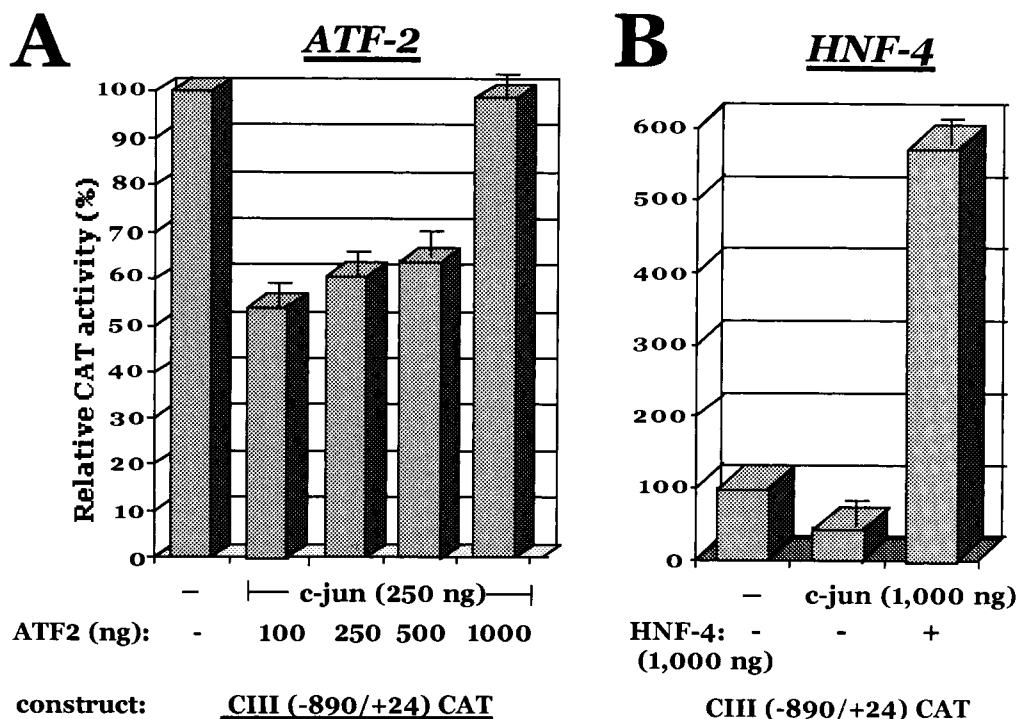 A
ATF-2
Relative CAT activity (%)
100
90
80
70
60
50
40
30
20
10
0
- c-jun (250 ng)
ATF2 (ng): - 100 250 500 1000
construct: CIII (-890/+24) CAT
B
HNF-4
600
500
400
300
200
100
0
- c-jun (1,000 ng)
HNF-4: - - +
(1,000 ng)
CIII (-890/+24) CAT